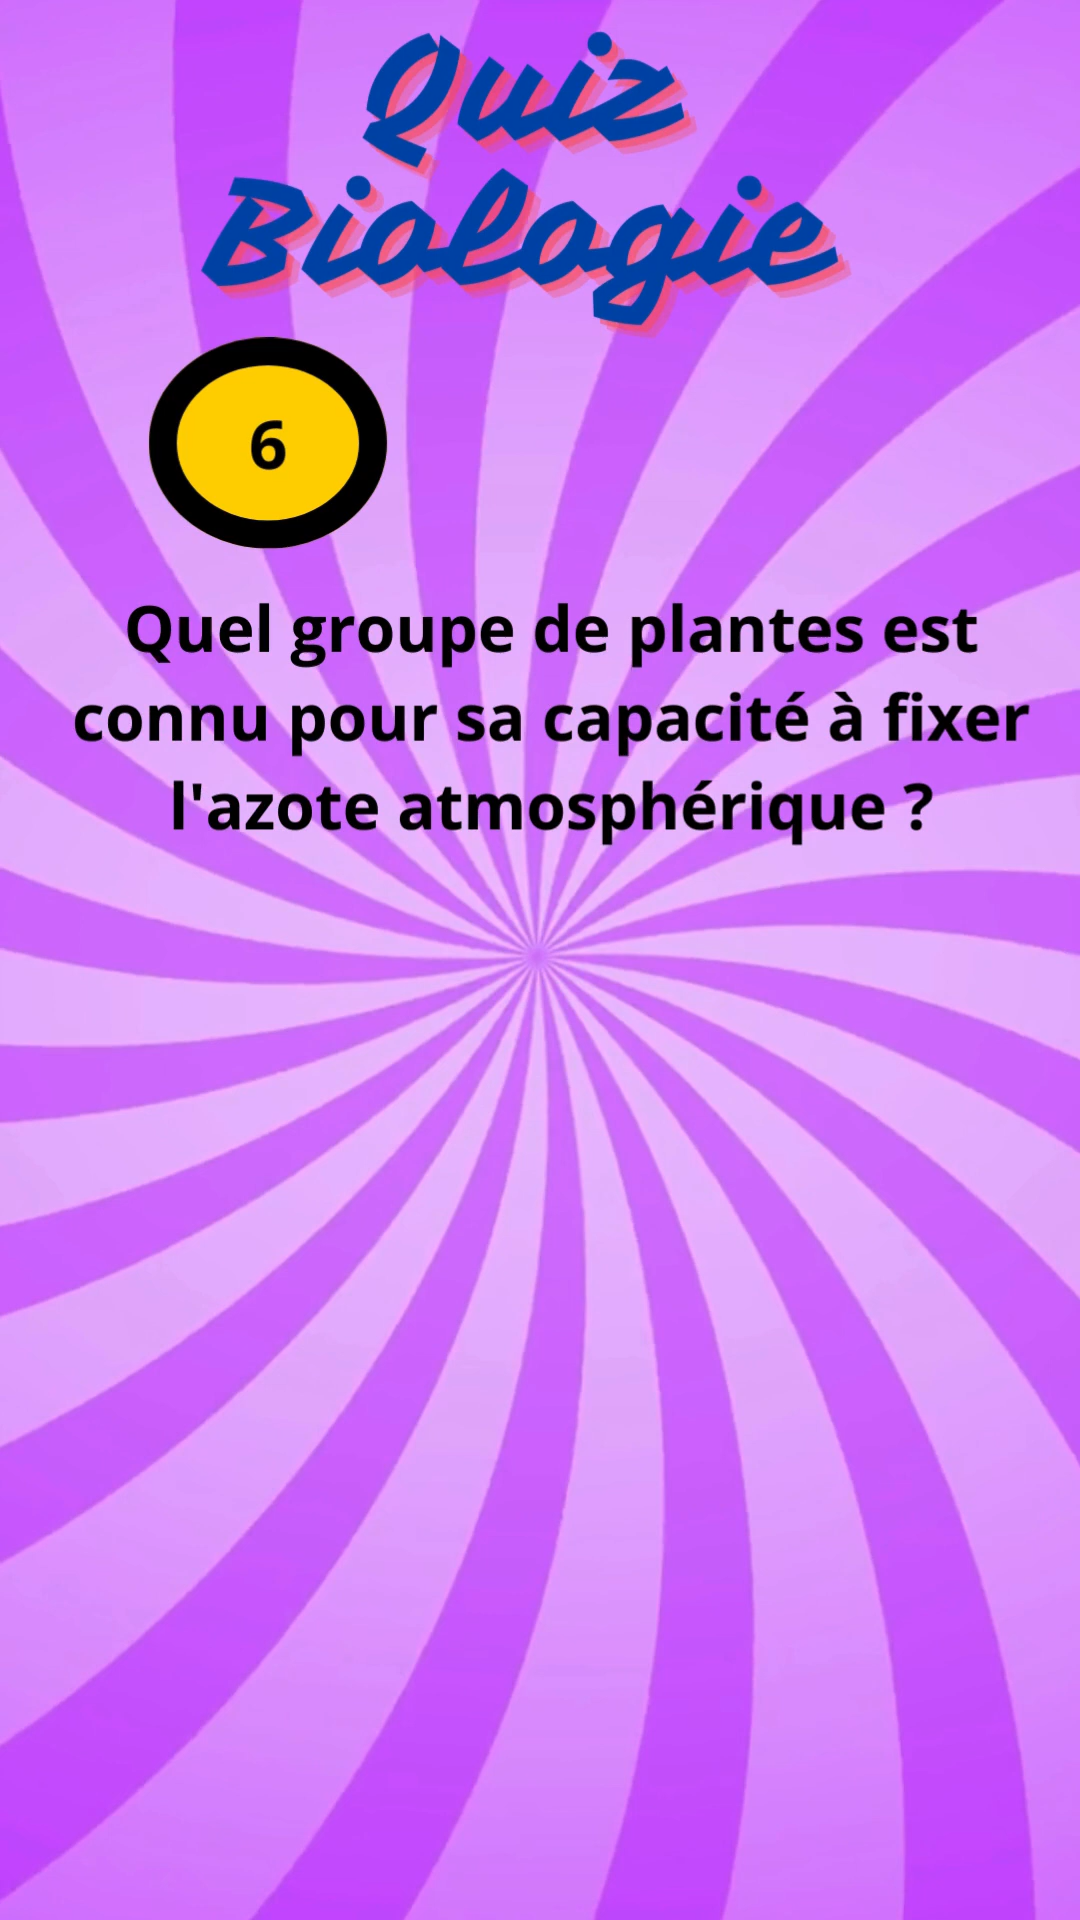 Quiz
Biologie
6
Quel groupe de plantes est
connu pour sa capacité à fixer
l'azote atmosphérique ?